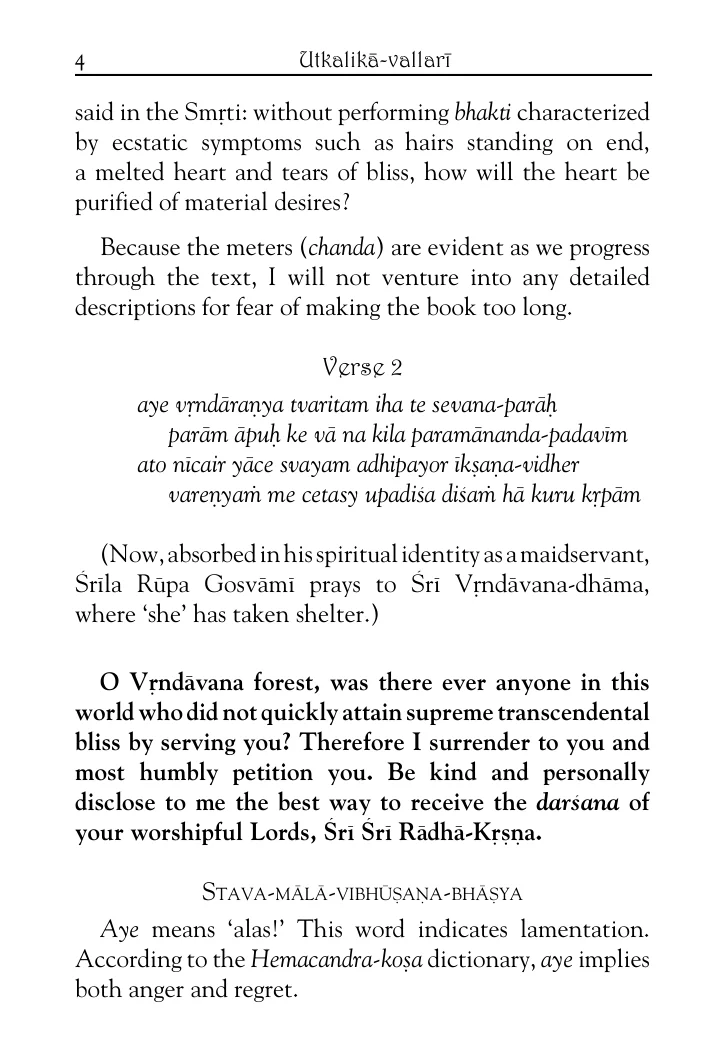 4 Utkalikā-vallarī
said in the Smṛti: without performing bhakti characterized
by ecstatic symptoms such as hairs standing on end,
a melted heart and tears of bliss, how will the heart be
purified of material desires?
Because the meters (chanda) are evident as we progress
through the text, I will not venture into any detailed
descriptions for fear of making the book too long.
Verse 2
aye vṛndāraṇya tvaritam iha te sevana-parāḥ
parām āpuḥ ke vā na kila paramānanda-padavīm
ato nīcair yāce svayam adhipayor īkṣaṇa-vidher
vareṇyaṁ me cetasy upadiśa diśaṁ hā kuru kṛpām
(Now, absorbed in his spiritual identity as a maidservant,
Śrīla Rūpa Gosvāmī prays to Śrī Vṛndāvana-dhāma,
where ‘she’ has taken shelter.)
O Vṛndāvana forest, was there ever anyone in this
world who did not quickly attain supreme transcendental
bliss by serving you? Therefore I surrender to you and
most humbly petition you. Be kind and personally
disclose to me the best way to receive the darśana of
your worshipful Lords, Śrī Śrī Rādhā-Kṛṣṇa.
Stava-mālā-vibhūṣaṇa-bhāṣya
Aye means ‘alas!’ This word indicates lamentation.
According to the Hemacandra-koṣa dictionary, aye implies
both anger and regret.